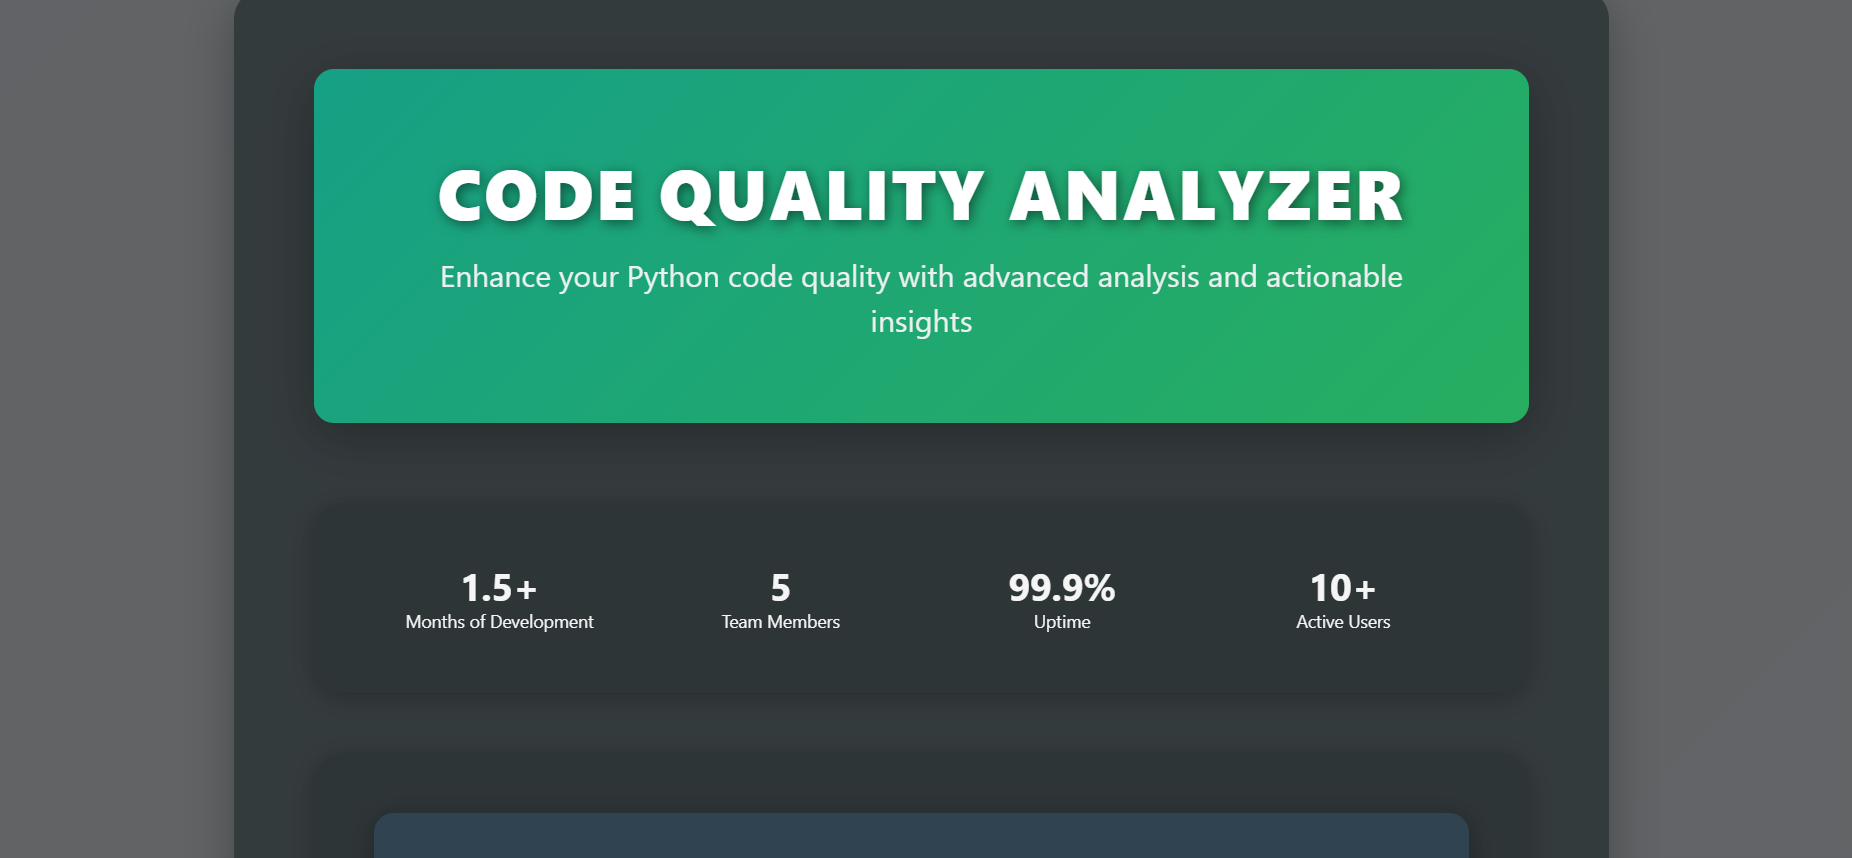 CODE QUALITY ANALYZER
Enhance your Python code quality with advanced analysis and actionable
insights
1.5+
Months of Development
5
Team Members
99.9%
Uptime
10+
Active Users